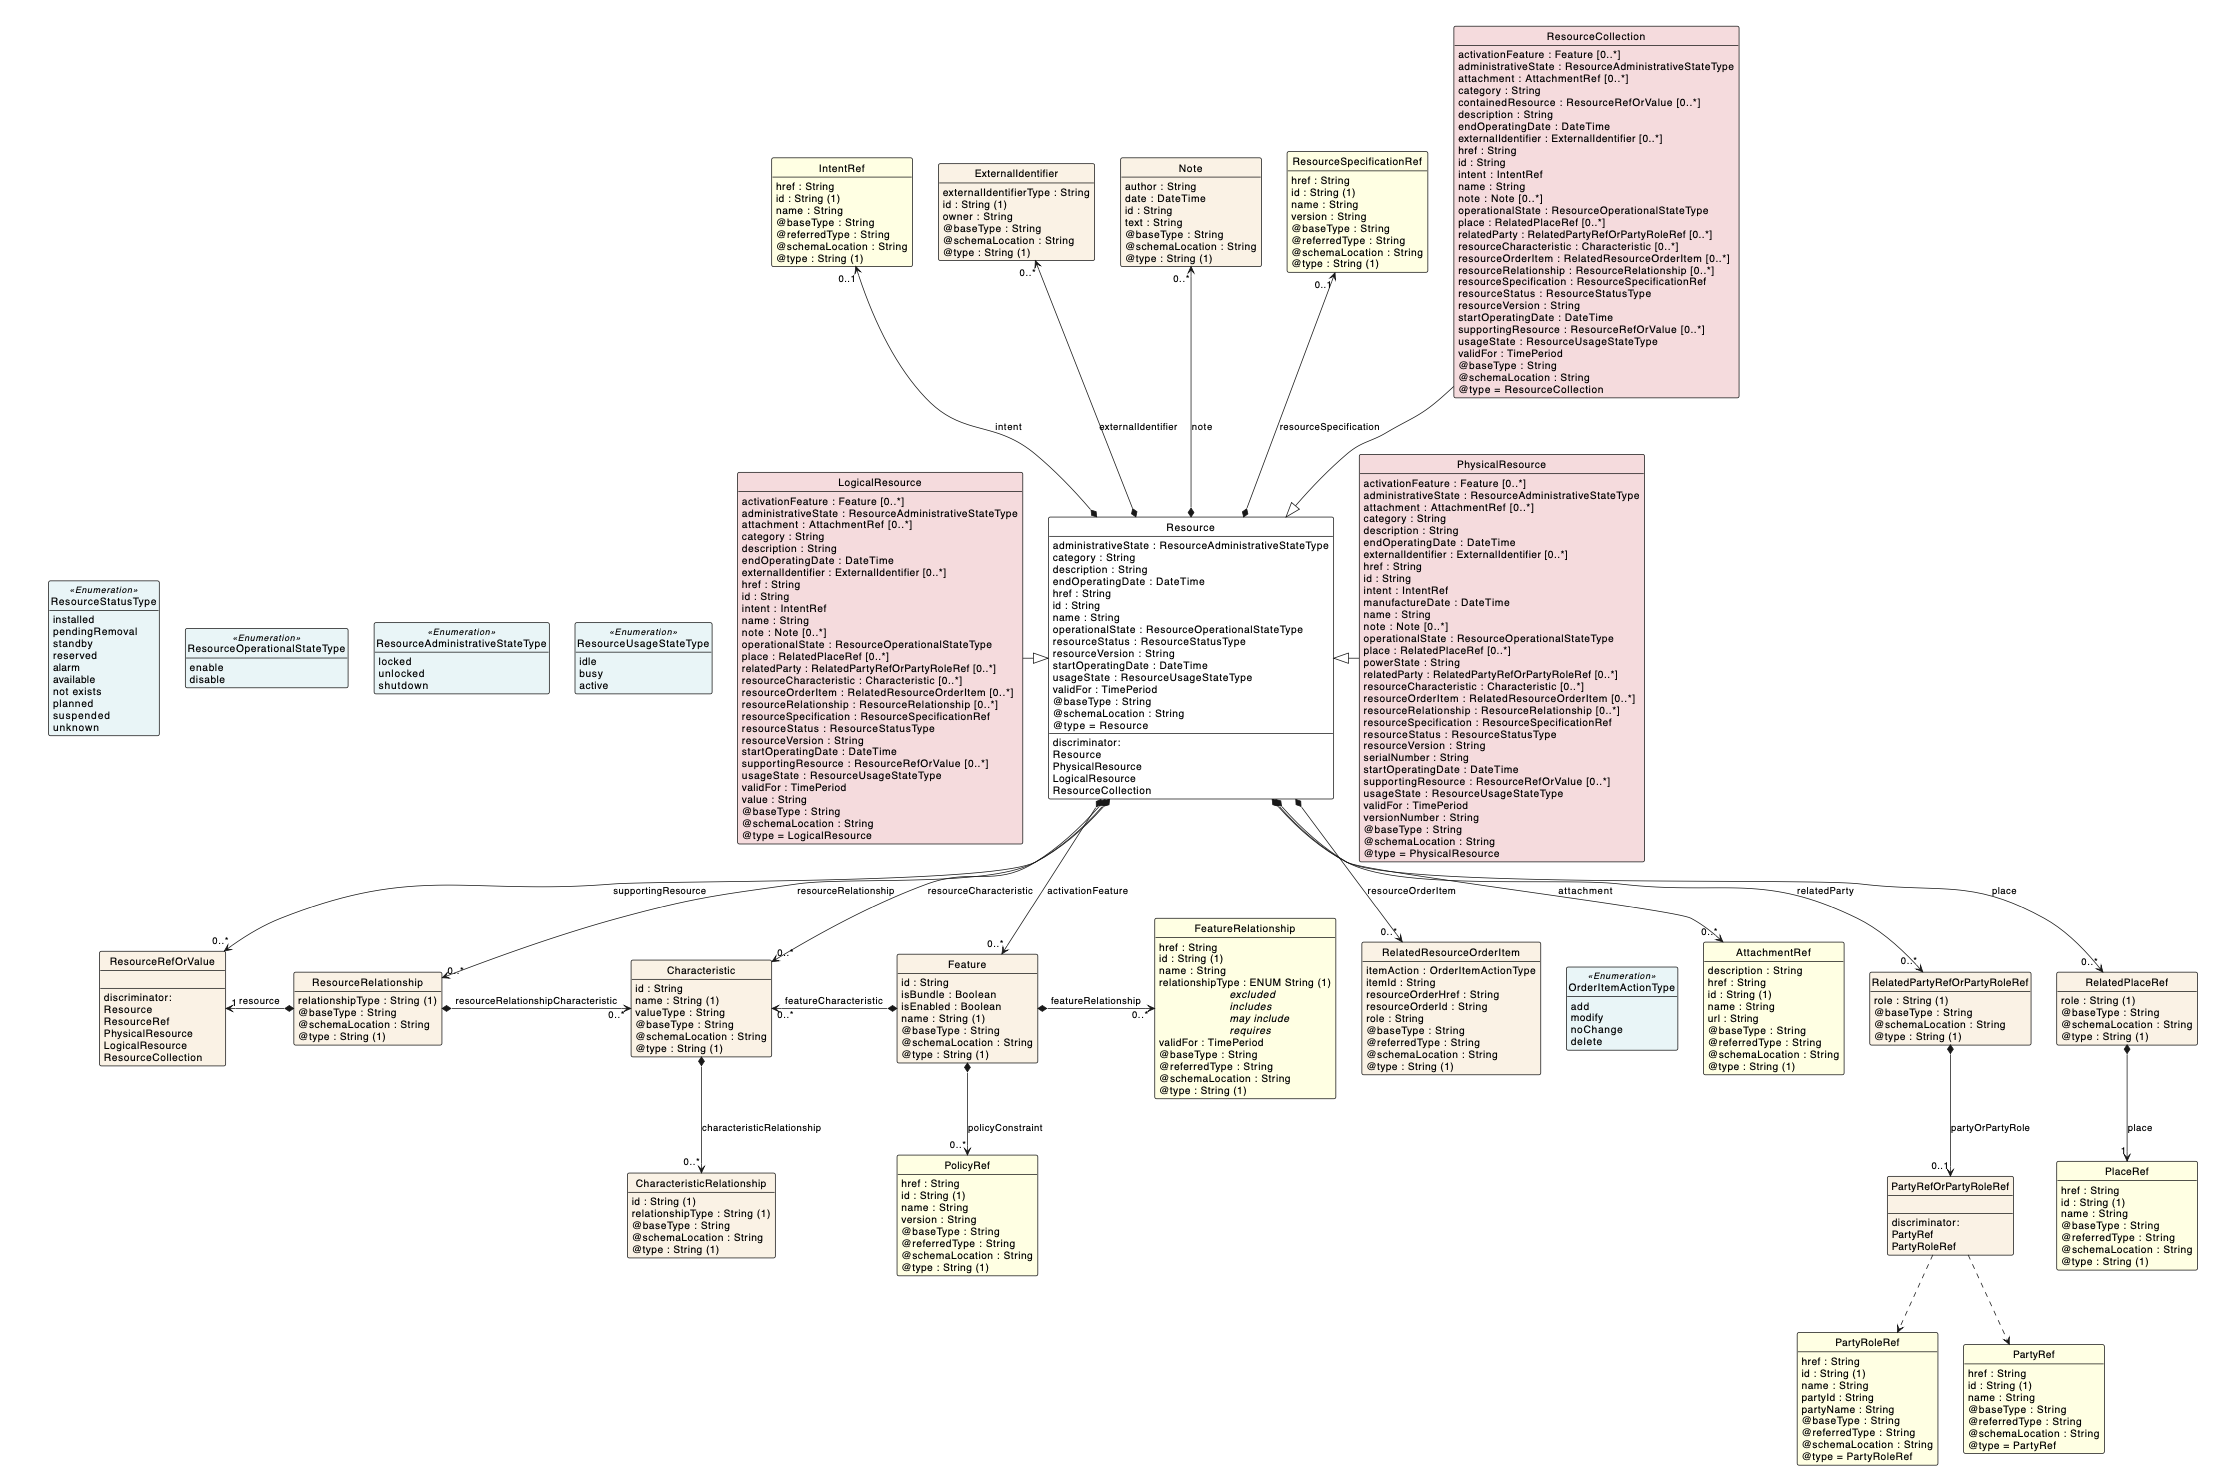 ResourceCollection
activationFeature : Feature [0..*]
administrativeState : ResourceAdministrativeStateType
attachment : AttachmentRef [0..*]
category : String
containedResource : ResourceRefOrValue [0..*]
description : String
endOperatingDate : DateTime
externalIdentifier : ExternalIdentifier [0..*]
href : String
id : String
intent : IntentRef
name : String
note : Note [0..*]
operationalState : ResourceOperationalStateType
place : RelatedPlaceRef [0..*]
relatedParty : RelatedPartyRefOrPartyRoleRef [0..*]
resourceCharacteristic : Characteristic [0..*]
resourceOrderItem : RelatedResourceOrderItem [0..*]
resourceRelationship : ResourceRelationship [0..*]
resourceSpecification : ResourceSpecificationRef
resourceStatus : ResourceStatusType
resourceVersion : String
startOperatingDate : DateTime
supportingResource : ResourceRefOrValue [0..*]
usageState : ResourceUsageStateType
validFor : TimePeriod
@baseType : String
@schemaLocation : String
@type = ResourceCollection
IntentRef
href : String
id : String (1)
name : String
@baseType : String
@referredType : String
@schemaLocation : String
@type : String (1)
ExternalIdentifier
externalIdentifierType : String
id : String (1)
owner : String
@baseType : String
@schemaLocation : String
@type : String (1)
Note
author : String
date : DateTime
id : String
text : String
@baseType : String
@schemaLocation : String
@type : String (1)
ResourceSpecificationRef
href : String
id : String (1)
name : String
version : String
@baseType : String
@referredType : String
@schemaLocation : String
@type : String (1)
0..1
0..*
0..*
0..1
intent
externalIdentifier
note
resourceSpecification
LogicalResource
activationFeature : Feature [0..*]
administrativeState : ResourceAdministrativeStateType
attachment : AttachmentRef [0..*]
category : String
description : String
endOperatingDate : DateTime
externalIdentifier : ExternalIdentifier [0..*]
href : String
id : String
intent : IntentRef
name : String
note : Note [0..*]
operationalState : ResourceOperationalStateType
place : RelatedPlaceRef [0..*]
relatedParty : RelatedPartyRefOrPartyRoleRef [0..*]
resourceCharacteristic : Characteristic [0..*]
resourceOrderItem : RelatedResourceOrderItem [0..*]
resourceRelationship : ResourceRelationship [0..*]
resourceSpecification : ResourceSpecificationRef
resourceStatus : ResourceStatusType
resourceVersion : String
startOperatingDate : DateTime
supportingResource : ResourceRefOrValue [0..*]
usageState : ResourceUsageStateType
validFor : TimePeriod
value : String
@baseType : String
@schemaLocation : String
@type = LogicalResource
Resource
administrativeState : ResourceAdministrativeStateType
category : String
description : String
endOperatingDate : DateTime
href : String
id : String
name : String
operationalState : ResourceOperationalStateType
resourceStatus : ResourceStatusType
resourceVersion : String
startOperatingDate : DateTime
usageState : ResourceUsageStateType
validFor : TimePeriod
@baseType : String
@schemaLocation : String
@type = Resource
discriminator:
Resource
PhysicalResource
LogicalResource
ResourceCollection
PhysicalResource
activationFeature : Feature [0..*]
administrativeState : ResourceAdministrativeStateType
attachment : AttachmentRef [0..*]
category : String
description : String
endOperatingDate : DateTime
externalIdentifier : ExternalIdentifier [0..*]
href : String
id : String
intent : IntentRef
manufactureDate : DateTime
name : String
note : Note [0..*]
operationalState : ResourceOperationalStateType
place : RelatedPlaceRef [0..*]
powerState : String
relatedParty : RelatedPartyRefOrPartyRoleRef [0..*]
resourceCharacteristic : Characteristic [0..*]
resourceOrderItem : RelatedResourceOrderItem [0..*]
resourceRelationship : ResourceRelationship [0..*]
resourceSpecification : ResourceSpecificationRef
resourceStatus : ResourceStatusType
resourceVersion : String
serialNumber : String
startOperatingDate : DateTime
supportingResource : ResourceRefOrValue [0..*]
usageState : ResourceUsageStateType
validFor : TimePeriod
versionNumber : String
@baseType : String
@schemaLocation : String
@type = PhysicalResource
«Enumeration»
ResourceStatusType
installed
pendingRemoval
standby
reserved
alarm
available
not exists
planned
suspended
unknown
«Enumeration»
ResourceOperationalStateType
enable
disable
«Enumeration»
ResourceAdministrativeStateType
locked
unlocked
shutdown
«Enumeration»
ResourceUsageStateType
idle
busy
active
supportingResource
resourceRelationship
resourceCharacteristic
activationFeature
resourceOrderItem
attachment
relatedParty
place
0..*
0..*
0..*
0..*
0..*
0..*
0..*
0..*
ResourceRefOrValue
discriminator:
Resource
ResourceRef
PhysicalResource
LogicalResource
ResourceCollection
1
resource
ResourceRelationship
relationshipType : String (1)
@baseType : String
@schemaLocation : String
@type : String (1)
resourceRelationshipCharacteristic
0..*
Characteristic
id : String
name : String (1)
valueType : String
@baseType : String
@schemaLocation : String
@type : String (1)
featureCharacteristic
0..*
Feature
id : String
isBundle : Boolean
isEnabled : Boolean
name : String (1)
@baseType : String
@schemaLocation : String
@type : String (1)
featureRelationship
0..*
FeatureRelationship
href : String
id : String (1)
name : String
relationshipType : ENUM String (1)
excluded
includes
may include
requires
validFor : TimePeriod
@baseType : String
@referredType : String
@schemaLocation : String
@type : String (1)
RelatedResourceOrderItem
itemAction : OrderItemActionType
itemId : String
resourceOrderHref : String
resourceOrderId : String
role : String
@baseType : String
@referredType : String
@schemaLocation : String
@type : String (1)
«Enumeration»
OrderItemActionType
add
modify
noChange
delete
AttachmentRef
description : String
href : String
id : String (1)
name : String
url : String
@baseType : String
@referredType : String
@schemaLocation : String
@type : String (1)
RelatedPartyRefOrPartyRoleRef
role : String (1)
@baseType : String
@schemaLocation : String
@type : String (1)
RelatedPlaceRef
role : String (1)
@baseType : String
@schemaLocation : String
@type : String (1)
characteristicRelationship
0..*
policyConstraint
0..*
partyOrPartyRole
0..1
place
1
CharacteristicRelationship
id : String (1)
relationshipType : String (1)
@baseType : String
@schemaLocation : String
@type : String (1)
PolicyRef
href : String
id : String (1)
name : String
version : String
@baseType : String
@referredType : String
@schemaLocation : String
@type : String (1)
PartyRefOrPartyRoleRef
discriminator:
PartyRef
PartyRoleRef
PlaceRef
href : String
id : String (1)
name : String
@baseType : String
@referredType : String
@schemaLocation : String
@type : String (1)
PartyRoleRef
href : String
id : String (1)
name : String
partyId : String
partyName : String
@baseType : String
@referredType : String
@schemaLocation : String
@type = PartyRoleRef
PartyRef
href : String
id : String (1)
name : String
@baseType : String
@referredType : String
@schemaLocation : String
@type = PartyRef